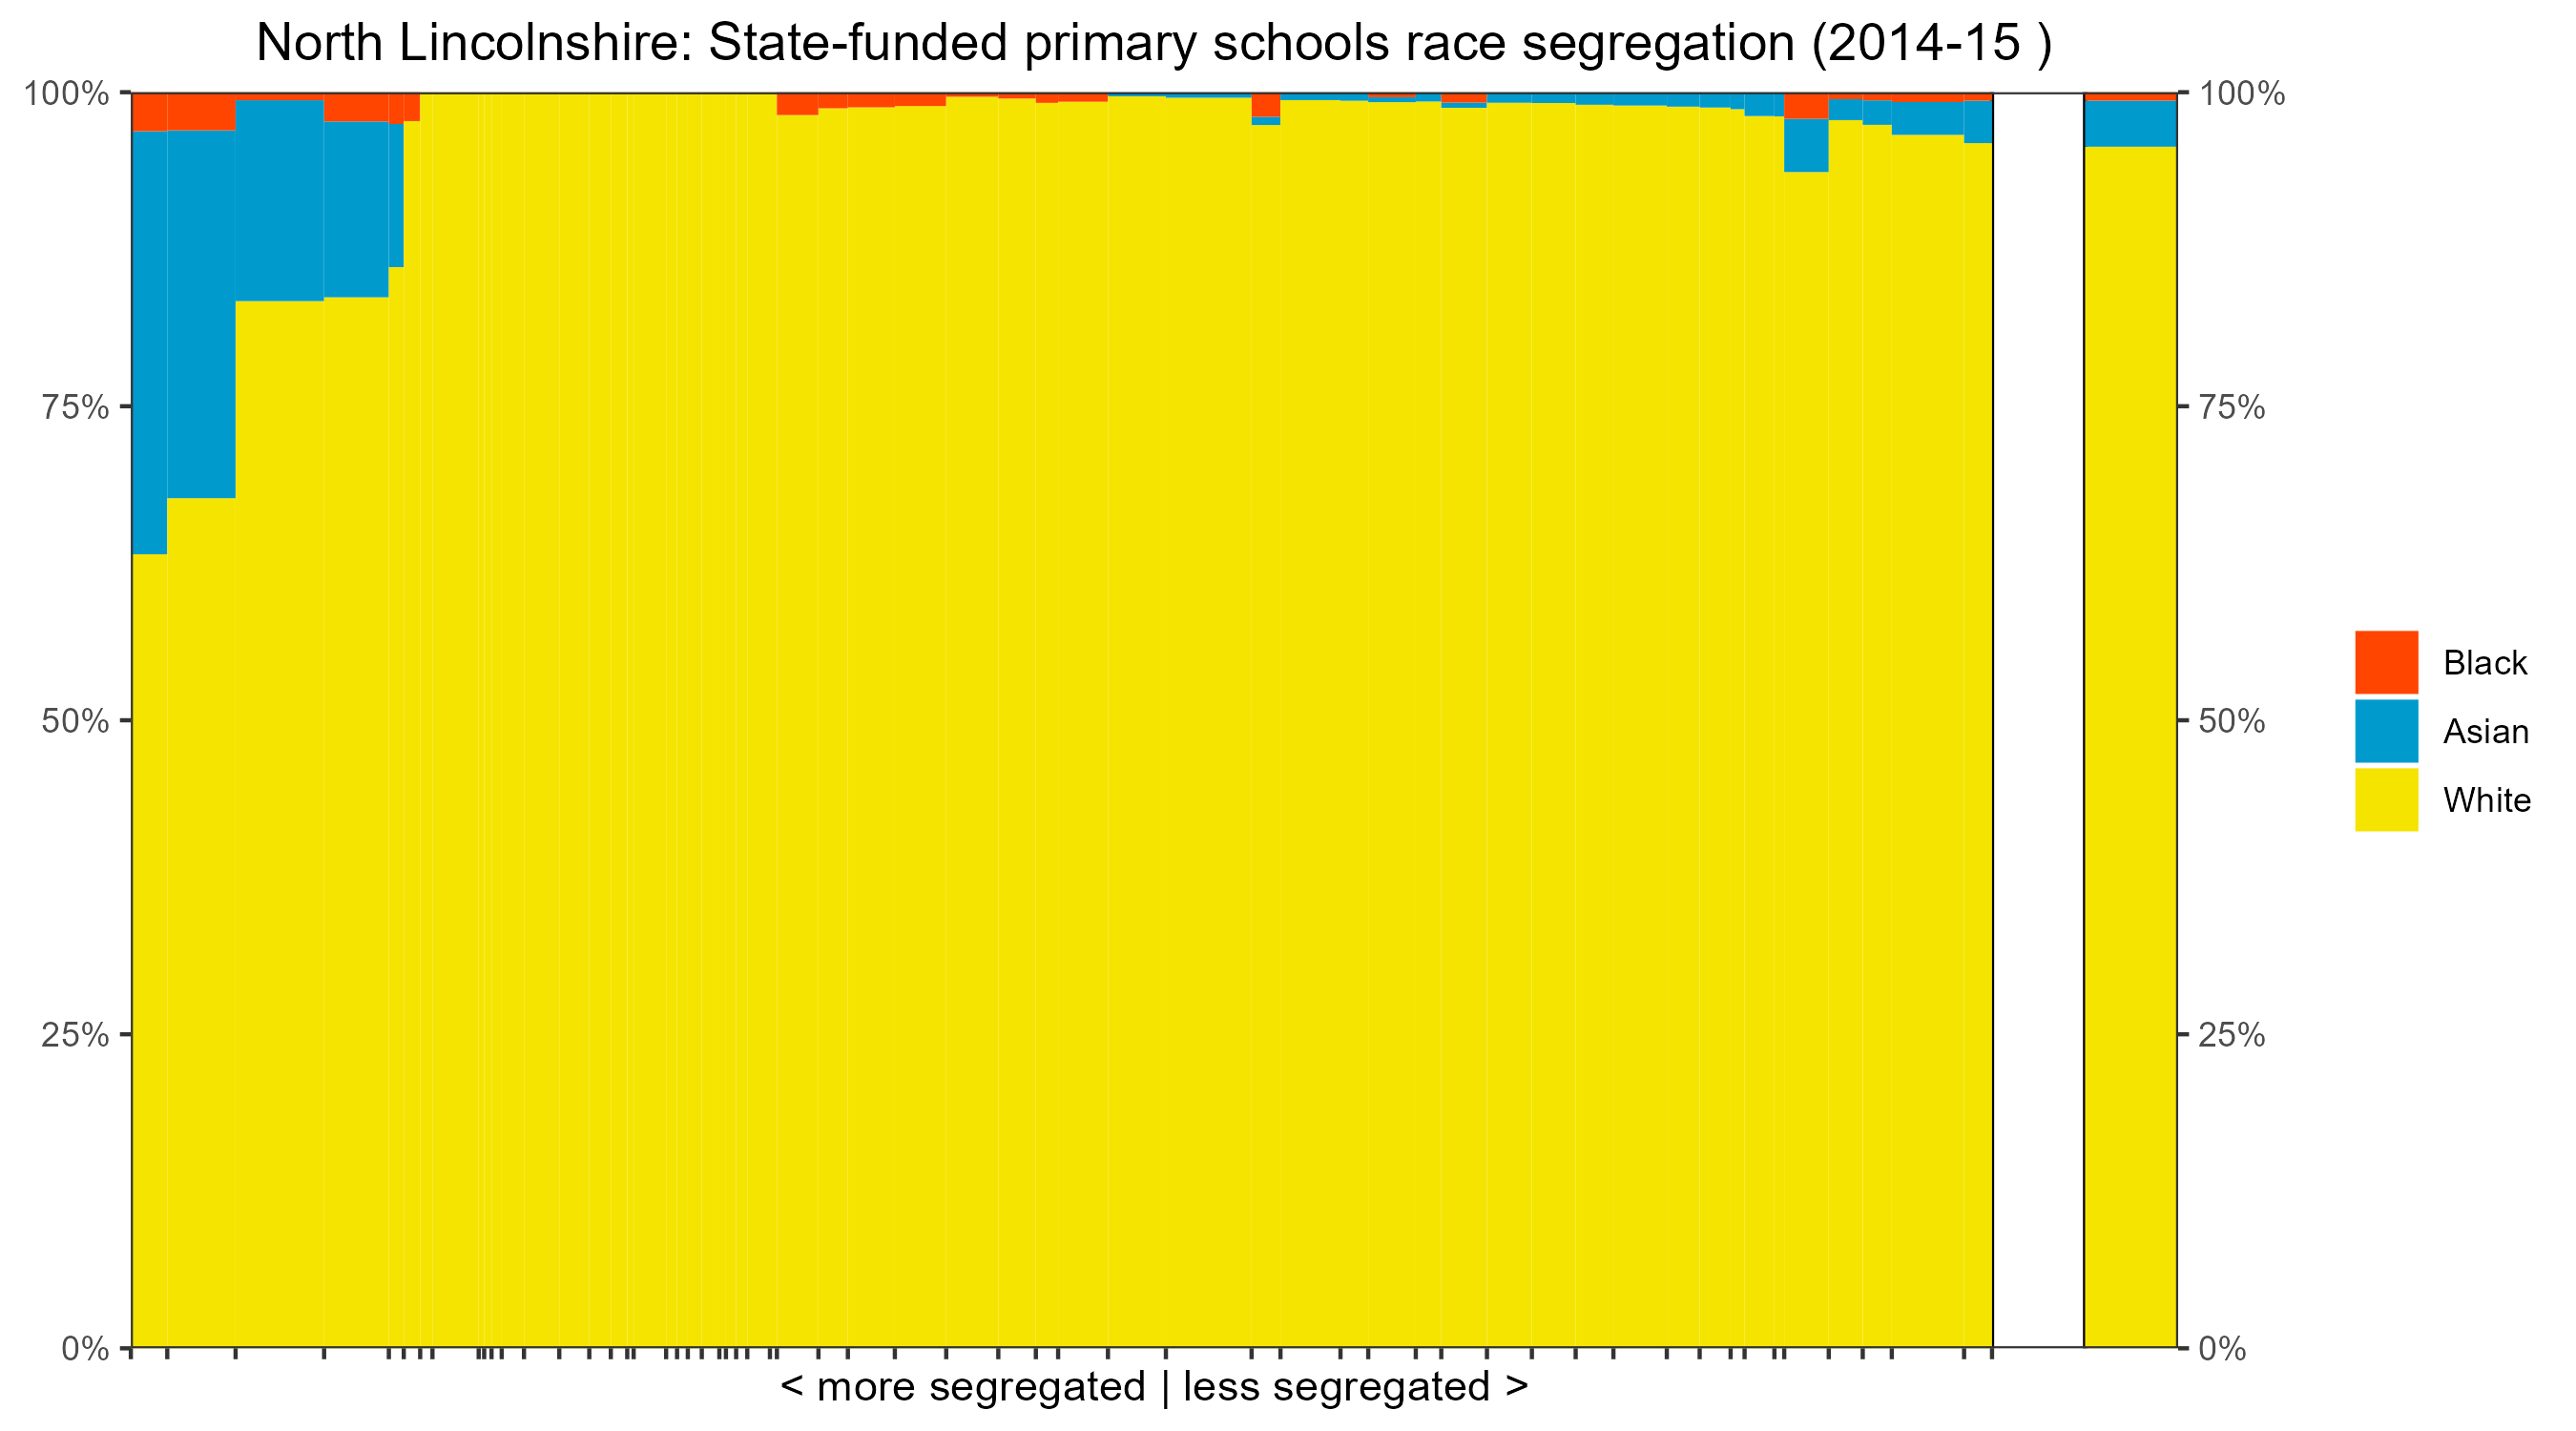 North Lincolnshire: State-funded primary schools race segregation (2014-15 )
100%
75%
50%
25%
0%
100%
75%
50%
25%
0%
< more segregated | less segregated >
Black
Asian
White